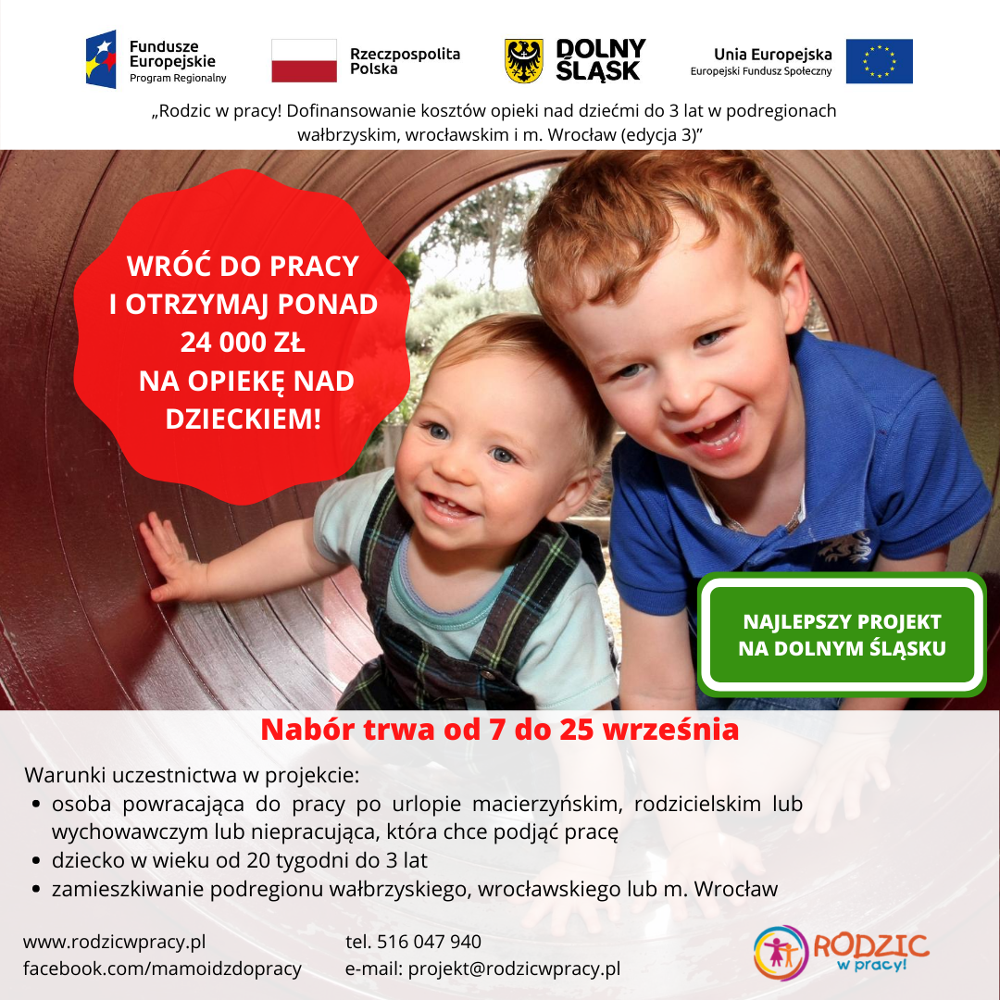 Fundusze
Europejskie
Program Regionalny
Rzeczpospolita
Polska
DOLNY
ŚLĄSK
Unia Europejska
Europejski Fundusz Społeczny
„Rodzic w pracy! Dofinansowanie kosztów opieki nad dziećmi do 3 lat w podregionach
wałbrzyskim, wrocławskim i m. Wrocław (edycja 3)”
WRÓĆ DO PRACY
I OTRZYMAJ PONAD
24 000 ZŁ
NA OPIEKĘ NAD
DZIECKIEM!
NAJLEPSZY PROJEKT
NA DOLNYM ŚLĄSKU
Nabór trwa od 7 do 25 września
Warunki uczestnictwa w projekcie:
• osoba powracająca do pracy po urlopie macierzyńskim, rodzicielskim lub
wychowawczym lub niepracująca, która chce podjąć pracę
• dziecko w wieku od 20 tygodni do 3 lat
• zamieszkiwanie podregionu wałbrzyskiego, wrocławskiego lub m. Wrocław
www.rodzicwpracy.pl
facebook.com/mamoidzdopracy
tel. 516 047 940
e-mail: projekt@rodzicwpracy.pl
RODZIC
w pracy!